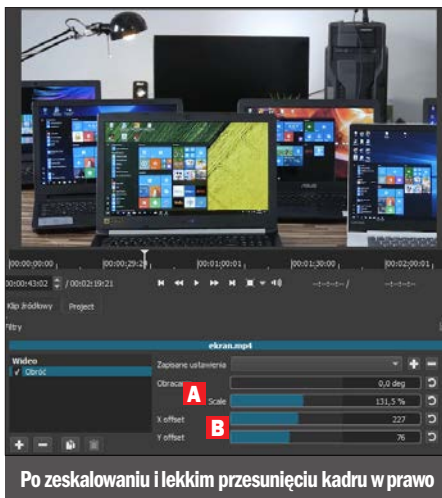 ASUS
|00:00:00:00 |00:00:29:29 |00:01:00:01 |00:01:30:00 |00:02:00:01
00:00:43:02 / 00:02:19:21 --:--:--:-- /
Klip źródłowy Project
Filtry
ekran.mp4
Wideo
✓ Obróć
Zapisane ustawienia
Obracać 0,0 deg
A Scale 131,5 %
B X offset 227
Y offset 76
Po zeskalowaniu i lekkim przesunięciu kadru w prawo